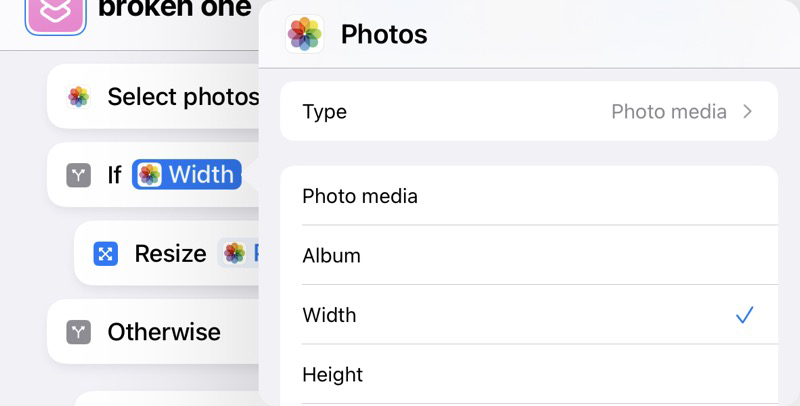 broken one
Select photos
If Width
Resize
Otherwise
Photos
Type Photo media
Photo media
Album
Width
Height